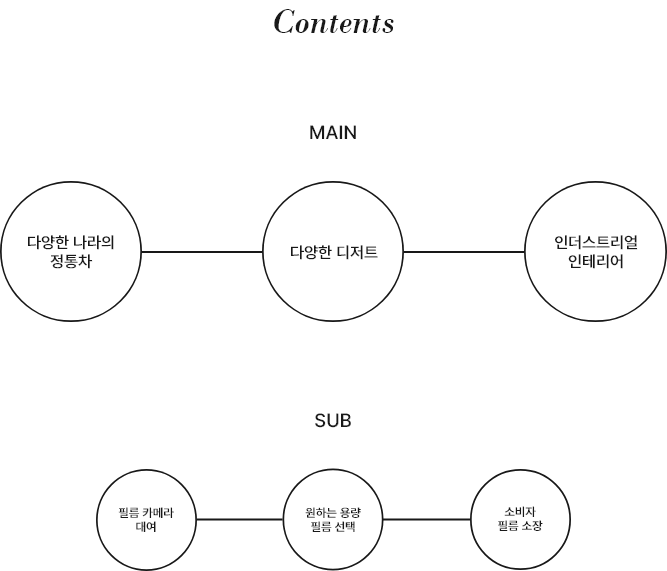 Contents
MAIN
다양한 나라의
정통차
다양한 디저트
인더스트리얼
인테리어
SUB
필름 카메라
대여
원하는 용량
필름 선택
소비자
필름 소장